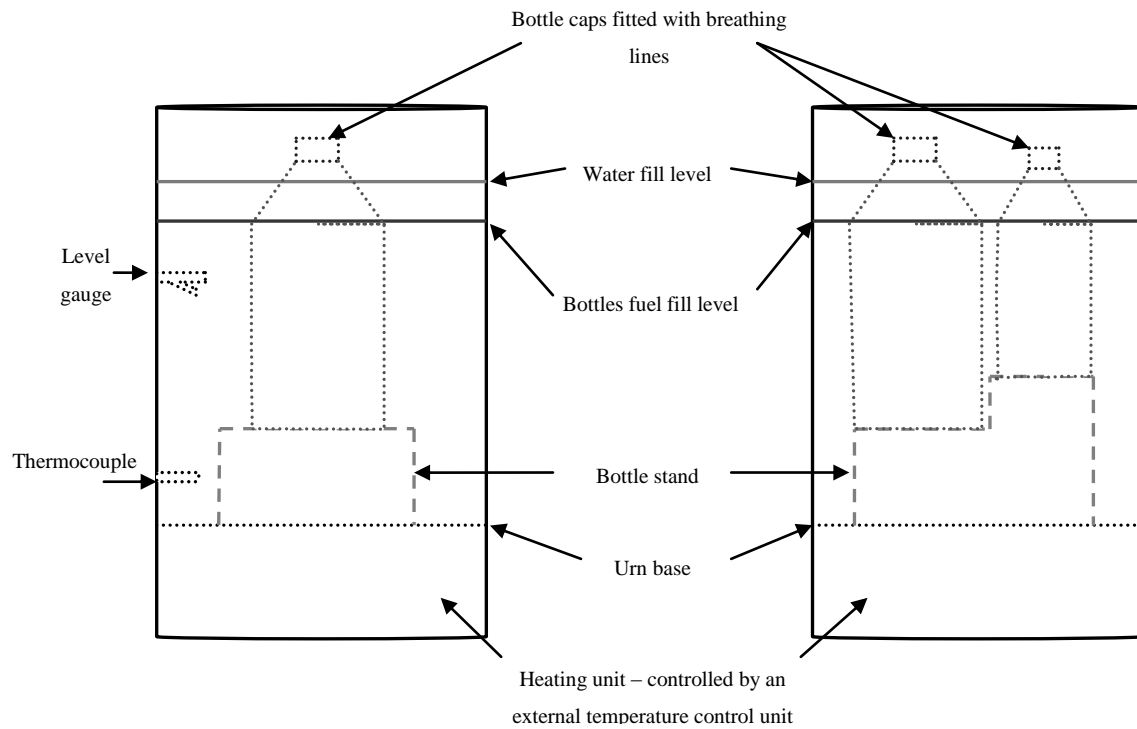 Bottle caps fitted with breathing
lines
Water fill level
Level
gauge
Bottles fuel fill level
Thermocouple
Bottle stand
Urn base
Heating unit – controlled by an
external temperature control unit